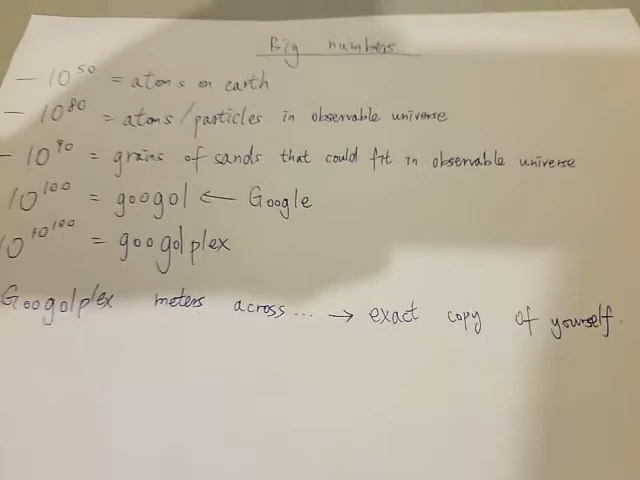 Big numbers
- 10^50 = atoms on earth
- 10^80 = atoms/particles in observable universe
- 10^90 = grains of sands that could fit in observable universe
10^100 = googol ← Google
10^10^100 = googolplex
Googolplex meters across... → exact copy of yourself.